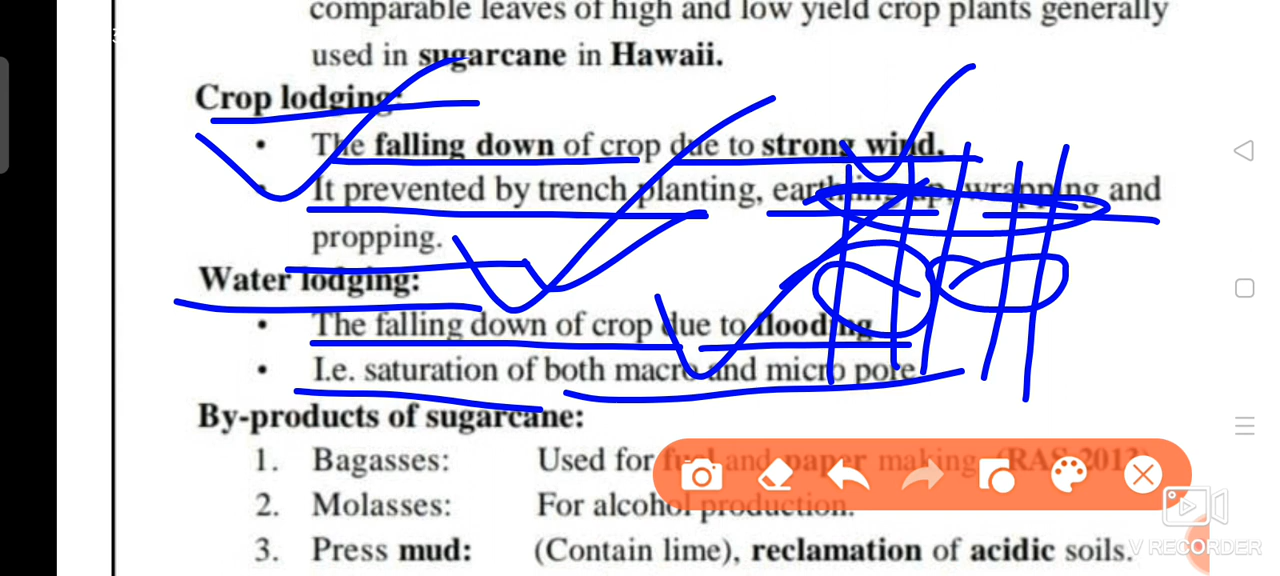 comparable leaves of high and low yield crop plants generally
used in sugarcane in Hawaii.
Crop lodging:
• The falling down of crop due to strong wind.
• It prevented by trench planting, earthling up, wrapping and
propping.
Water lodging:
• The falling down of crop due to flooding
• I.e. saturation of both macro and micro pore.
By-products of sugarcane:
1. Bagasses: Used for fuel and paper making (RAS 2013)
2. Molasses: For alcohol production.
3. Press mud: (Contain lime), reclamation of acidic soils.
V RECORDER